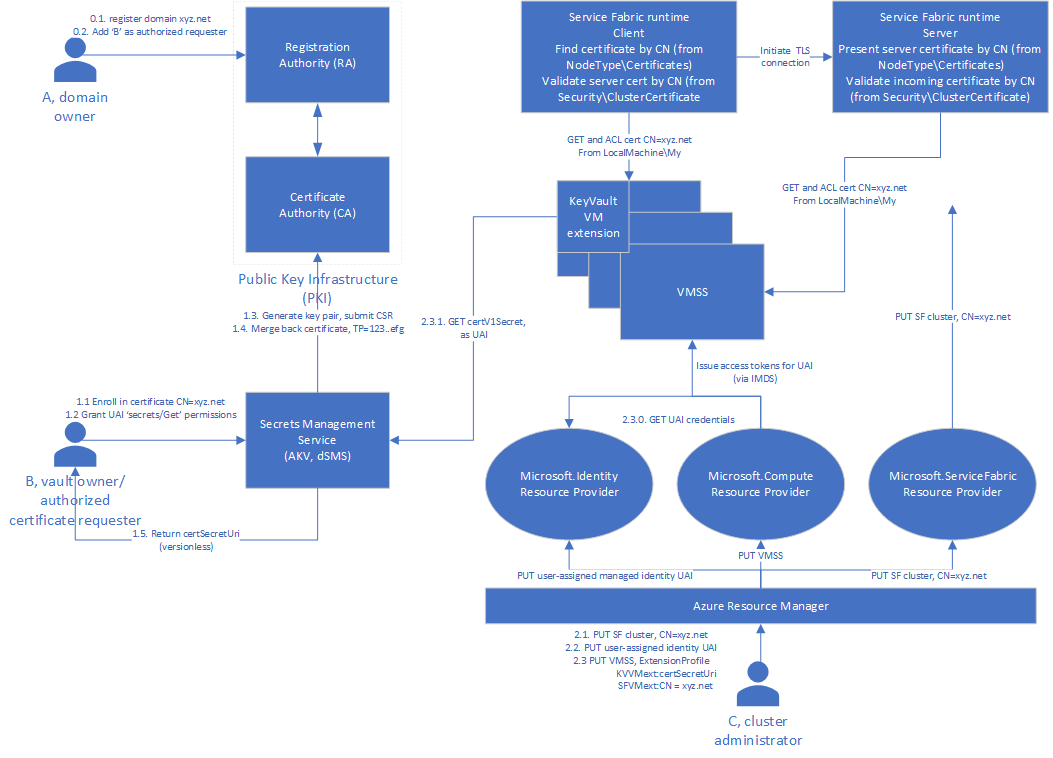 0.1. register domain xyz.net
0.2. Add ‘B’ as authorized requester
A, domain
owner
Registration
Authority (RA)
Certificate
Authority (CA)
Public Key Infrastructure
(PKI)
1.3. Generate key pair, submit CSR
1.4. Merge back certificate, TP=123..efg
1.1 Enroll in certificate CN=xyz.net
1.2 Grant UAI ‘secrets/Get’ permissions
B, vault owner/
authorized
certificate requester
Secrets Management
Service
(AKV, dSMS)
1.5. Return certSecretUri
(versionless)
2.3.1. GET certV1Secret,
as UAI
Service Fabric runtime
Client
Find certificate by CN (from
NodeType\Certificates)
Validate server cert by CN (from
Security\ClusterCertificate
Initiate TLS
connection
Service Fabric runtime
Server
Present server certificate by CN (from
NodeType\Certificates)
Validate incoming certificate by CN
(from Security\ClusterCertificate)
GET and ACL cert CN=xyz.net
From LocalMachine\My
GET and ACL cert CN=xyz.net
From LocalMachine\My
KeyVault
VM
extension
VMSS
PUT SF cluster, CN=xyz.net
Issue access tokens for UAI
(via IMDS)
2.3.0. GET UAI credentials
Microsoft.Identity
Resource Provider
Microsoft.Compute
Resource Provider
Microsoft.ServiceFabric
Resource Provider
PUT VMSS
PUT user-assigned managed identity UAI
PUT SF cluster, CN=xyz.net
Azure Resource Manager
2.1. PUT SF cluster, CN=xyz.net
2.2. PUT user-assigned identity UAI
2.3 PUT VMSS, ExtensionProfile
KVVMext:certSecretUri
SFVMext:CN = xyz.net
C, cluster
administrator